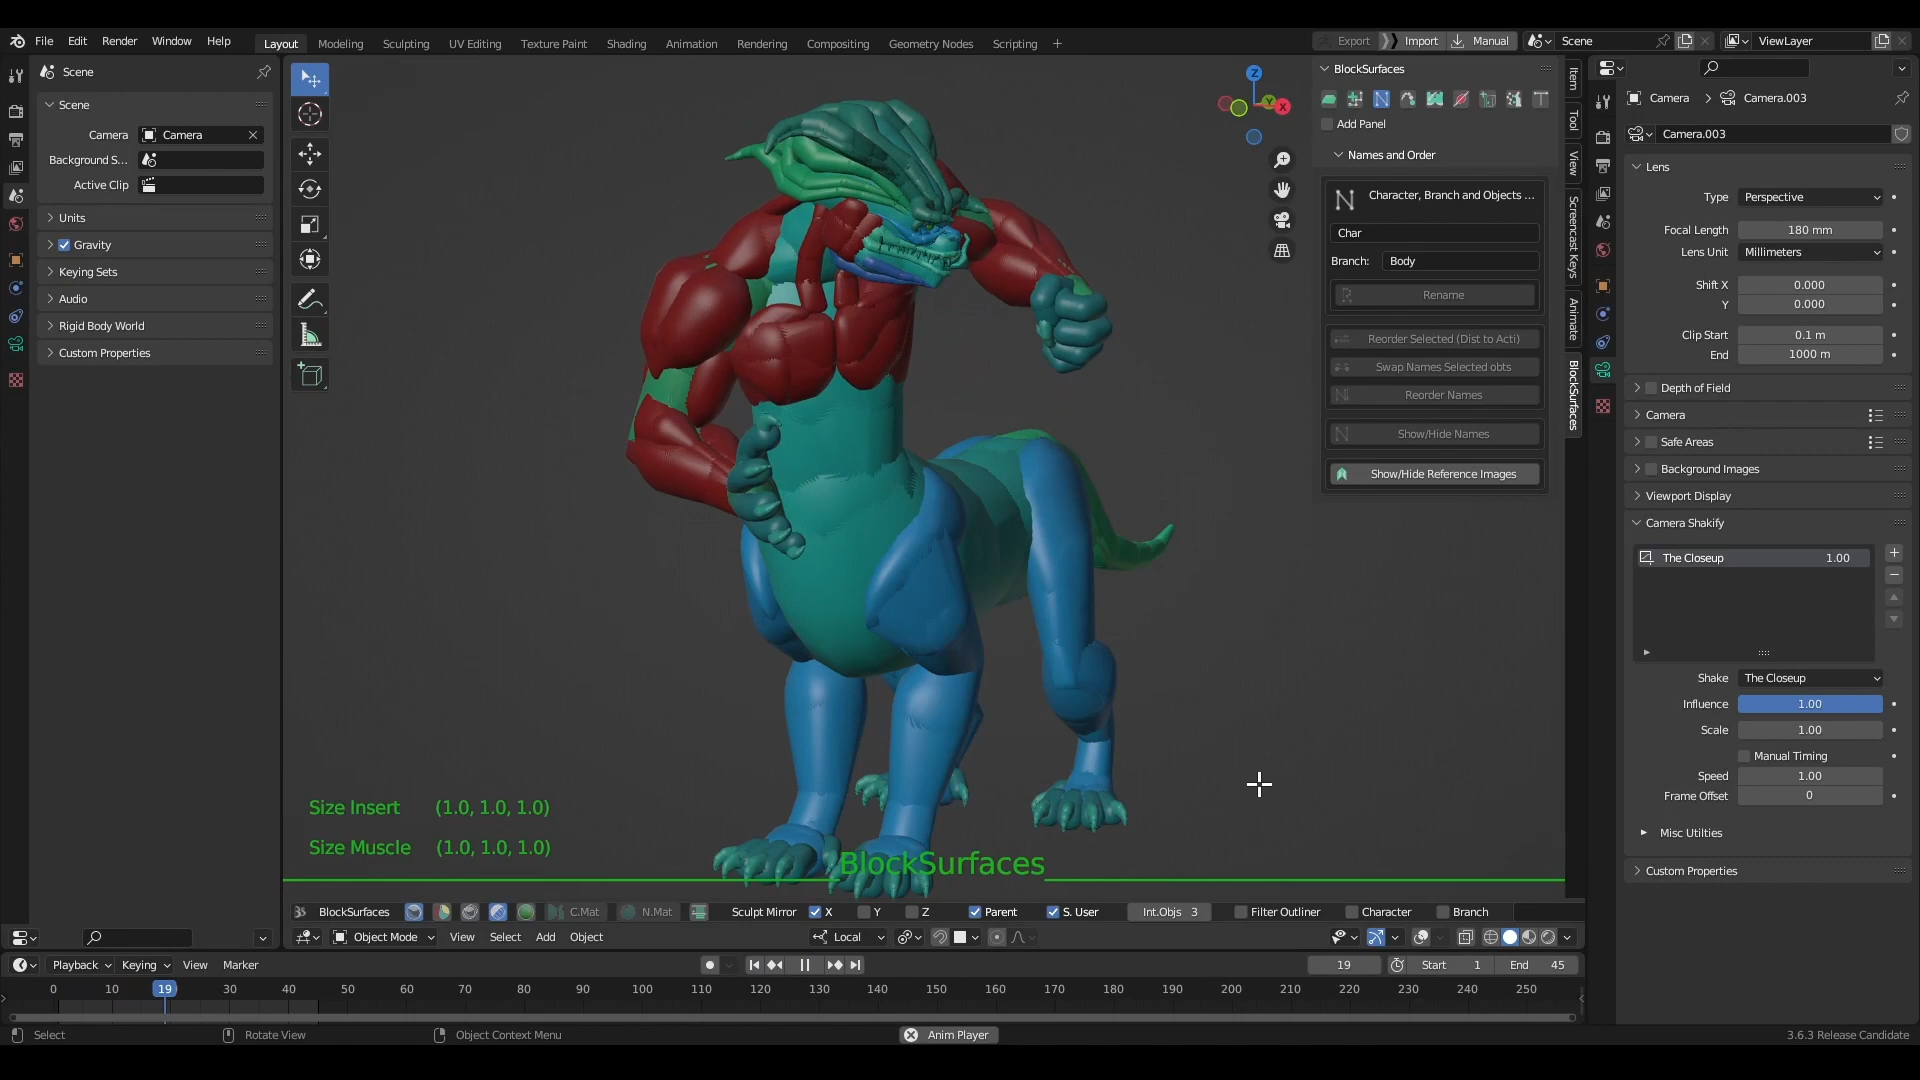 File Edit Render Window Help
Layout Modeling Sculpting UV Editing Texture Paint Shading Animation Rendering Compositing Geometry Nodes Scripting +
Export Import Manual Scene ViewLayer
Scene
Scene
Camera Camera
Background S...
Active Clip
Units
Gravity
Keying Sets
Audio
Rigid Body World
Custom Properties
Z
Y
X
BlockSurfaces
Add Panel
Names and Order
Character, Branch and Objects ...
Char
Branch: Body
Rename
Reorder Selected (Dist to Acti)
Swap Names Selected obts
Reorder Names
Show/Hide Names
Show/Hide Reference Images
Item
Tool
View
Screencast Keys
Animate
BlockSurfaces
Camera Camera.003
Camera.003
Lens
Type Perspective
Focal Length 180 mm
Lens Unit Millimeters
Shift X 0.000
Y 0.000
Clip Start 0.1 m
End 1000 m
Depth of Field
Camera
Safe Areas
Background Images
Viewport Display
Camera Shakify
The Closeup 1.00
Shake The Closeup
Influence 1.00
Scale 1.00
Manual Timing
Speed 1.00
Frame Offset 0
Misc Utilties
Custom Properties
Size Insert (1.0, 1.0, 1.0)
Size Muscle (1.0, 1.0, 1.0)
BlockSurfaces
BlockSurfaces C.Mat N.Mat Sculpt Mirror X Y Z Parent S. User Int.Objs 3 Filter Outliner Character Branch
Object Mode View Select Add Object Local
Playback Keying View Marker 19 Start 1 End 45
0 10 19 30 40 50 60 70 80 90 100 110 120 130 140 150 160 170 180 190 200 210 220 230 240 250
Select Rotate View Object Context Menu Anim Player 3.6.3 Release Candidate